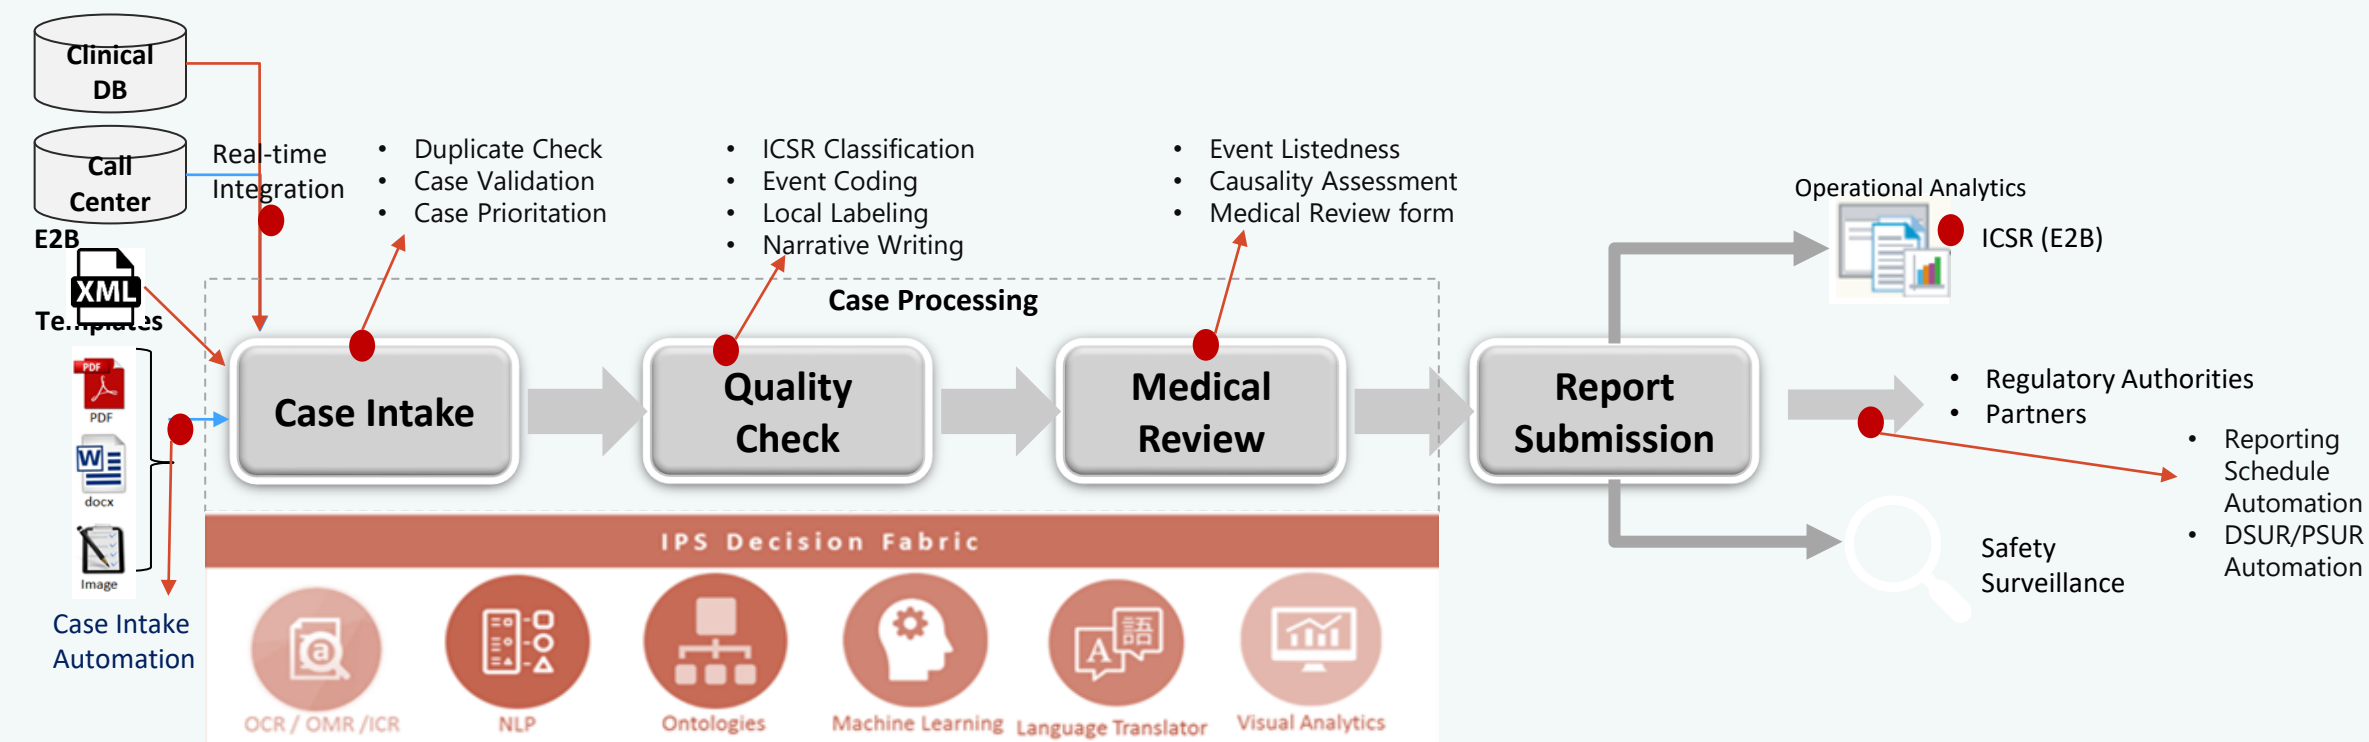 Clinical
DB
Call
Center
Real-time
Integration
E2B
XML
Templates
PDF
PDF
W
docx
Image
Case Intake
Automation
• Duplicate Check
• Case Validation
• Case Prioritation
• ICSR Classification
• Event Coding
• Local Labeling
• Narrative Writing
• Event Listedness
• Causality Assessment
• Medical Review form
Case Processing
Case Intake
Quality
Check
Medical
Review
Report
Submission
Operational Analytics
ICSR (E2B)
• Regulatory Authorities
• Partners
• Reporting
Schedule
Automation
• DSUR/PSUR
Automation
Safety
Surveillance
IPS Decision Fabric
a
A
語
OCR / OMR /ICR
NLP
Ontologies
Machine Learning
Language Translator
Visual Analytics